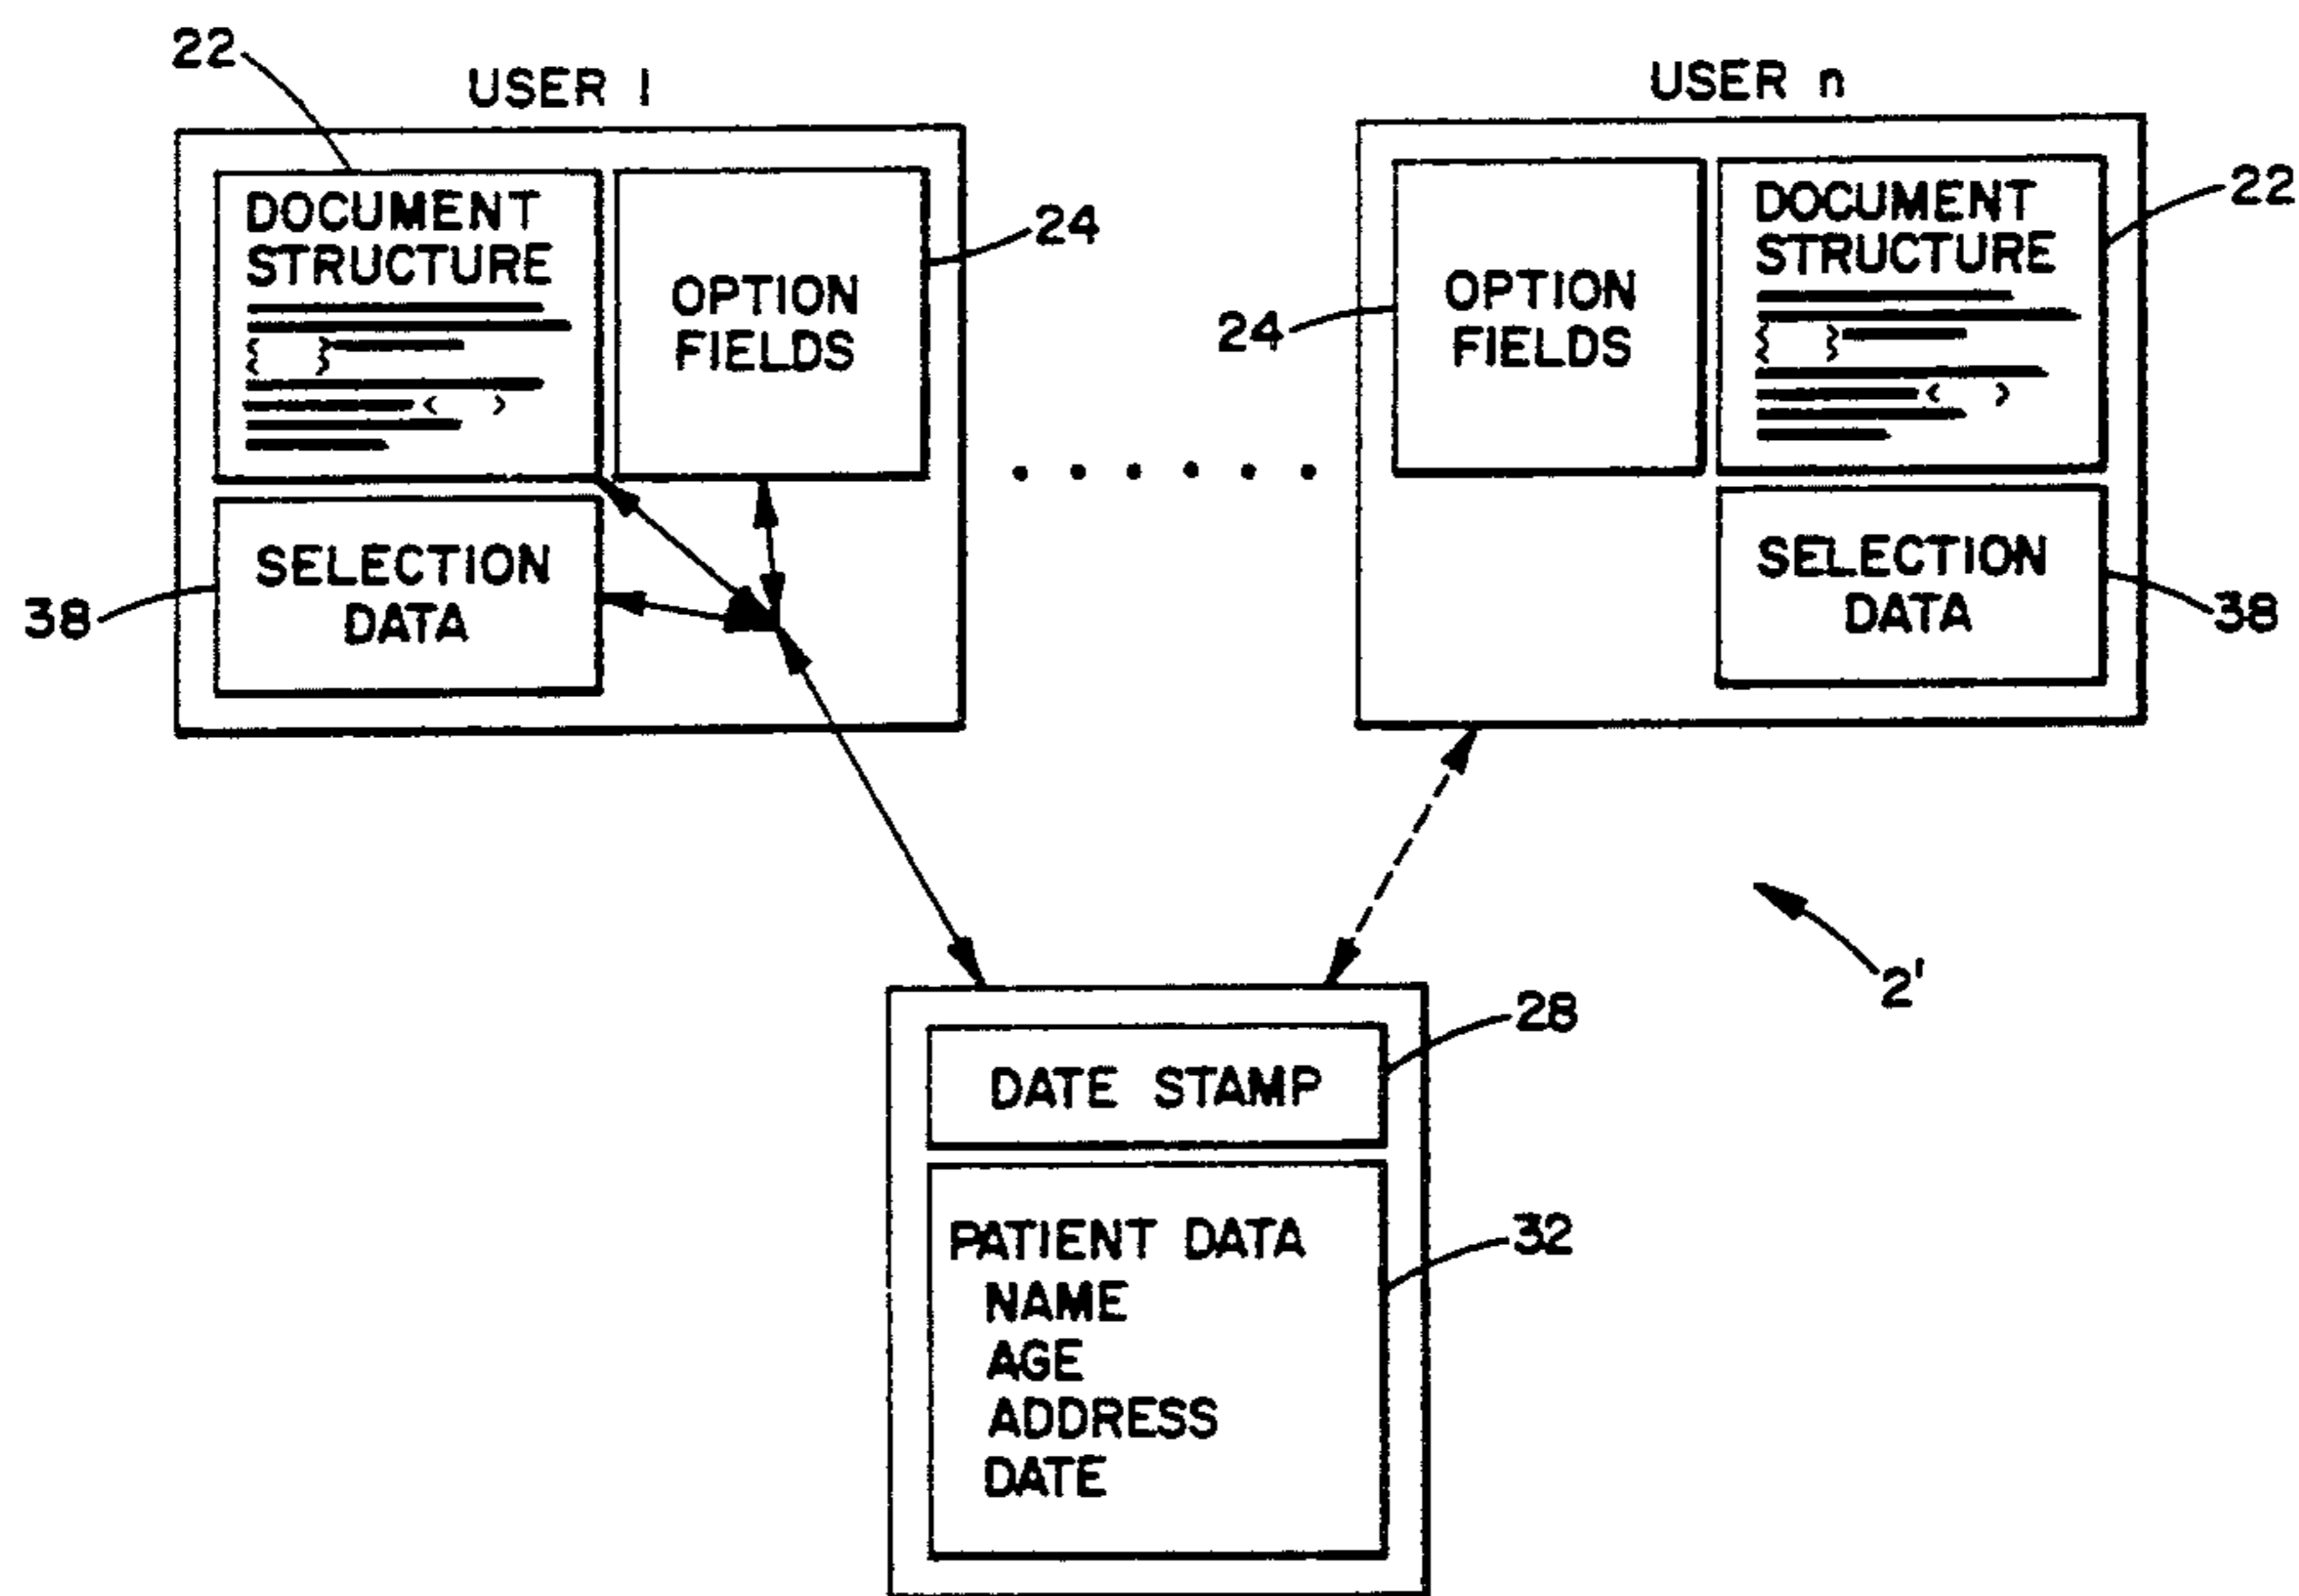 22
USER 1
USER n
DOCUMENT
STRUCTURE
{ }
< >
OPTION
FIELDS
24
SELECTION
DATA
38
24
OPTION
FIELDS
DOCUMENT
STRUCTURE
{ }
< >
22
SELECTION
DATA
38
2'
DATE STAMP
28
PATIENT DATA
NAME
AGE
ADDRESS
DATE
32